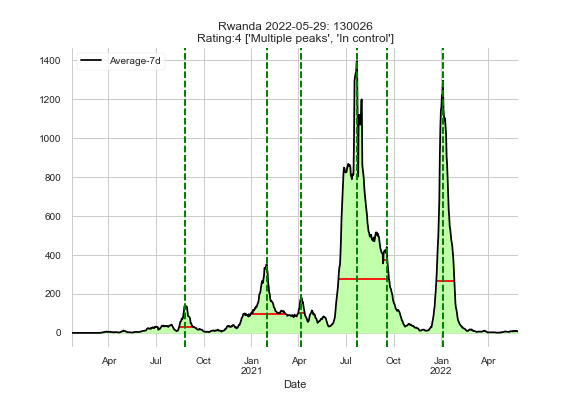 Rwanda 2022-05-29: 130026
Rating:4 ['Multiple peaks', 'In control']
Average-7d
1400
1200
1000
800
600
400
200
0
Apr Jul Oct Jan Apr Jul Oct Jan Apr
2021 2022
Date